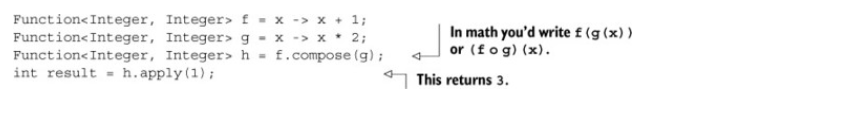 Function<Integer, Integer> f = x -> x + 1;
Function<Integer, Integer> g = x -> x * 2;
Function<Integer, Integer> h = f.compose(g);
int result = h.apply(1);
In math you'd write f(g(x))
or (f o g)(x).
This returns 3.